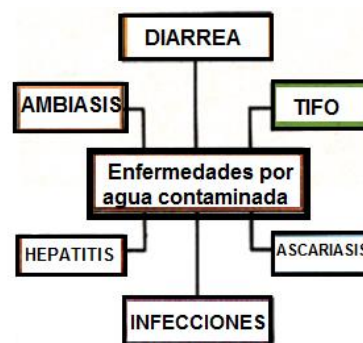 DIARREA
AMBIASIS
TIFO
Enfermedades por
agua contaminada
HEPATITIS
ASCARIASIS
INFECCIONES